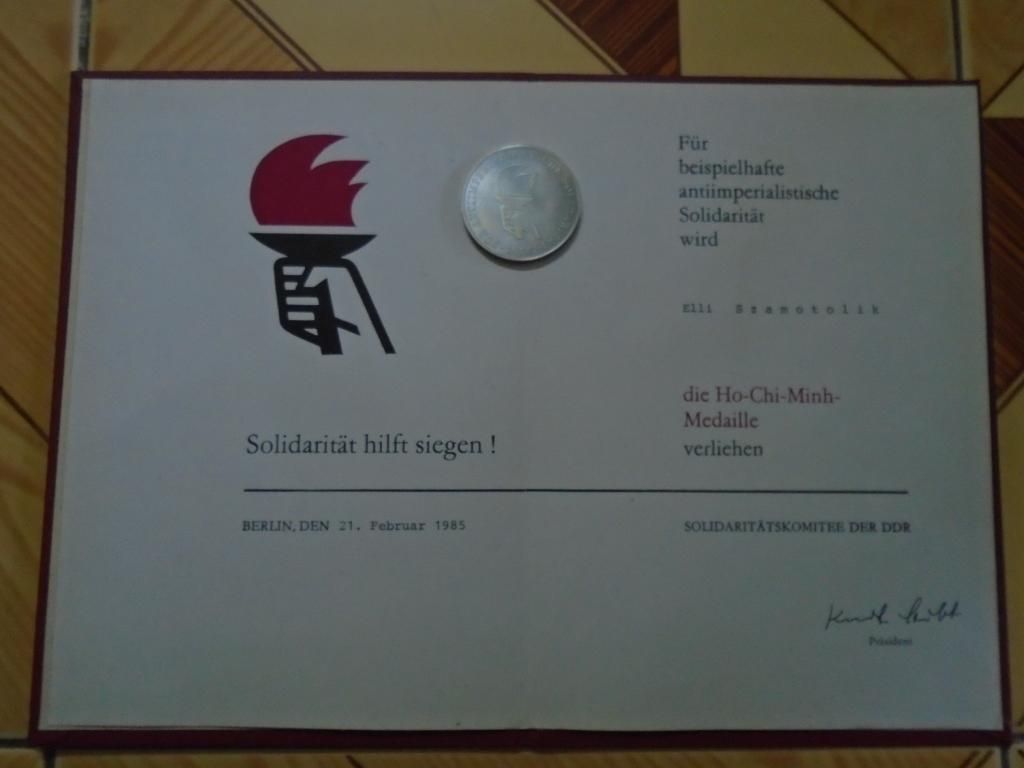 Für
beispielhafte
antiimperialistische
Solidarität
wird
Elli Szamotolik
die Ho-Chi-Minh-
Medaille
verliehen
Solidarität hilft siegen !
BERLIN, DEN 21. Februar 1985
SOLIDARITÄTSKOMITEE DER DDR
Präsident